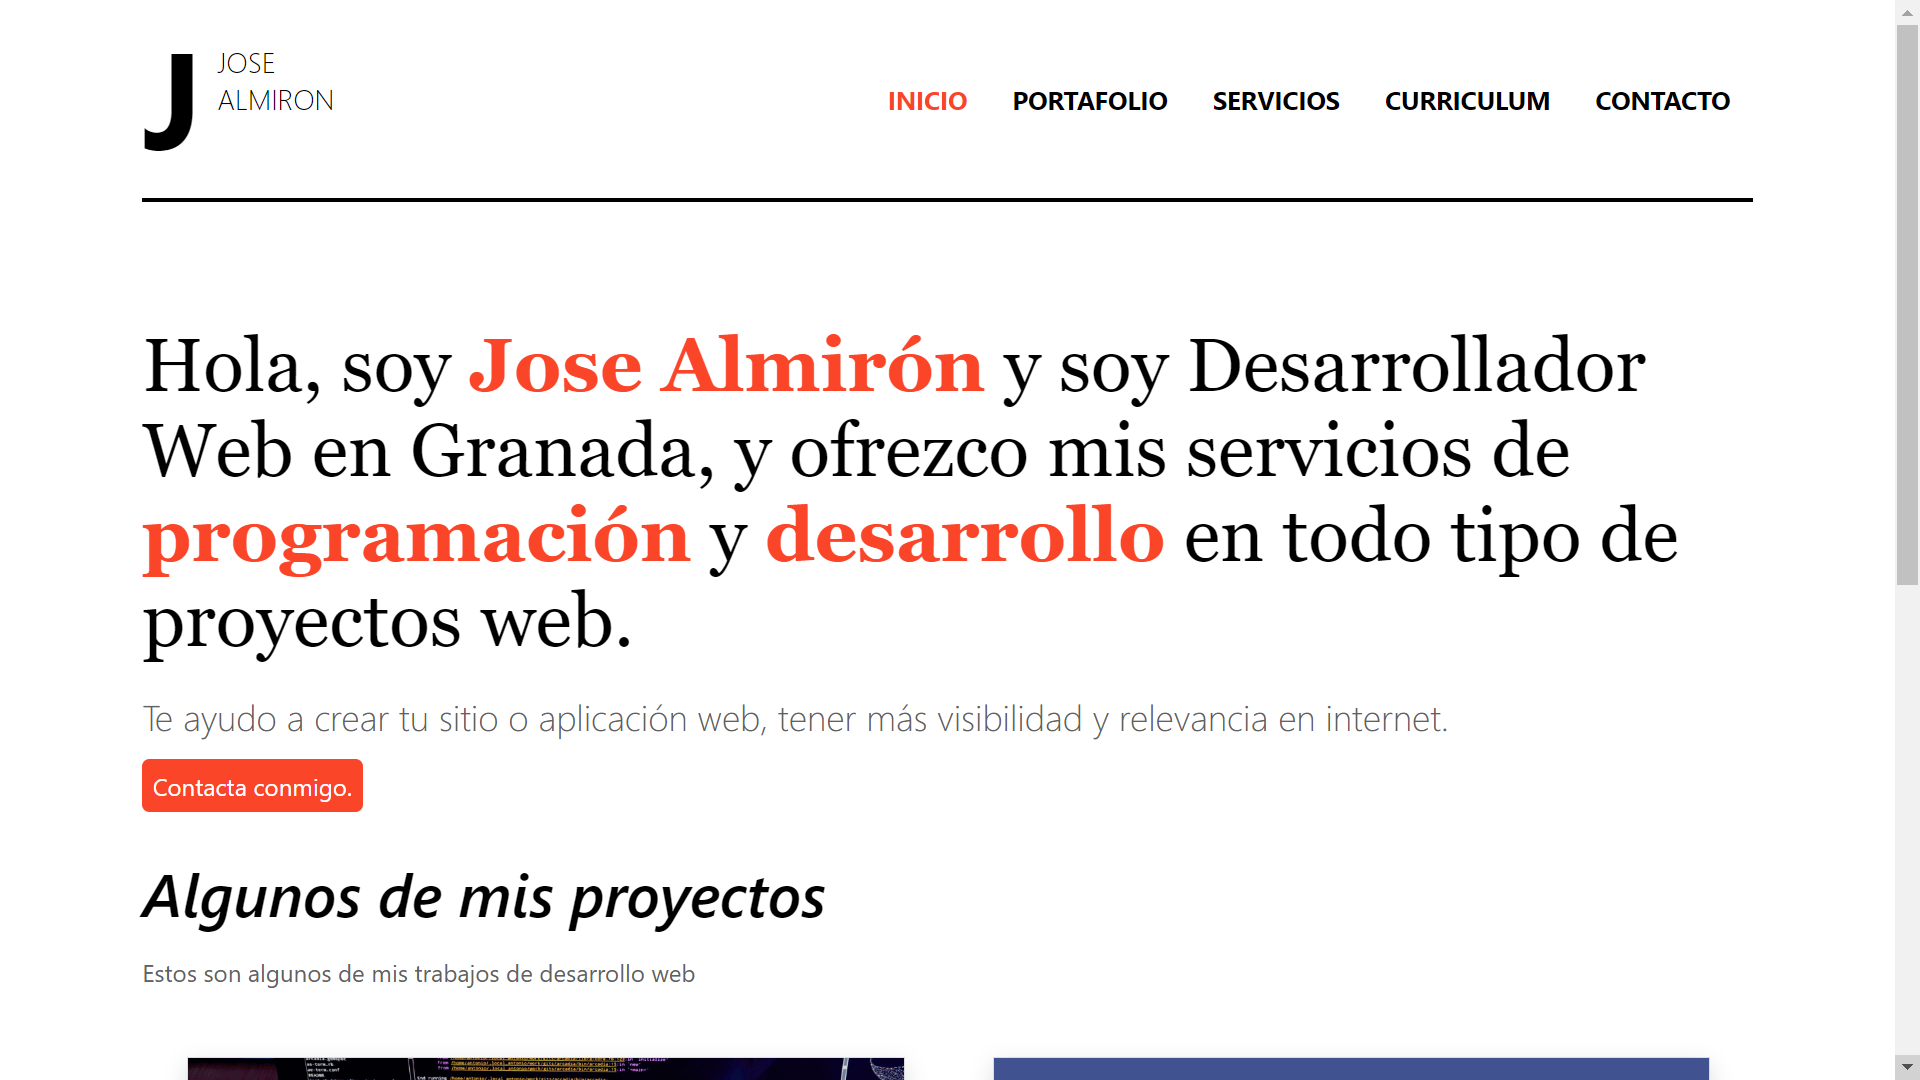 J
JOSE
ALMIRON
INICIO PORTAFOLIO SERVICIOS CURRICULUM CONTACTO
Hola, soy Jose Almirón y soy Desarrollador
Web en Granada, y ofrezco mis servicios de
programación y desarrollo en todo tipo de
proyectos web.
Te ayudo a crear tu sitio o aplicación web, tener más visibilidad y relevancia en internet.
Contacta conmigo.
Algunos de mis proyectos
Estos son algunos de mis trabajos de desarrollo web